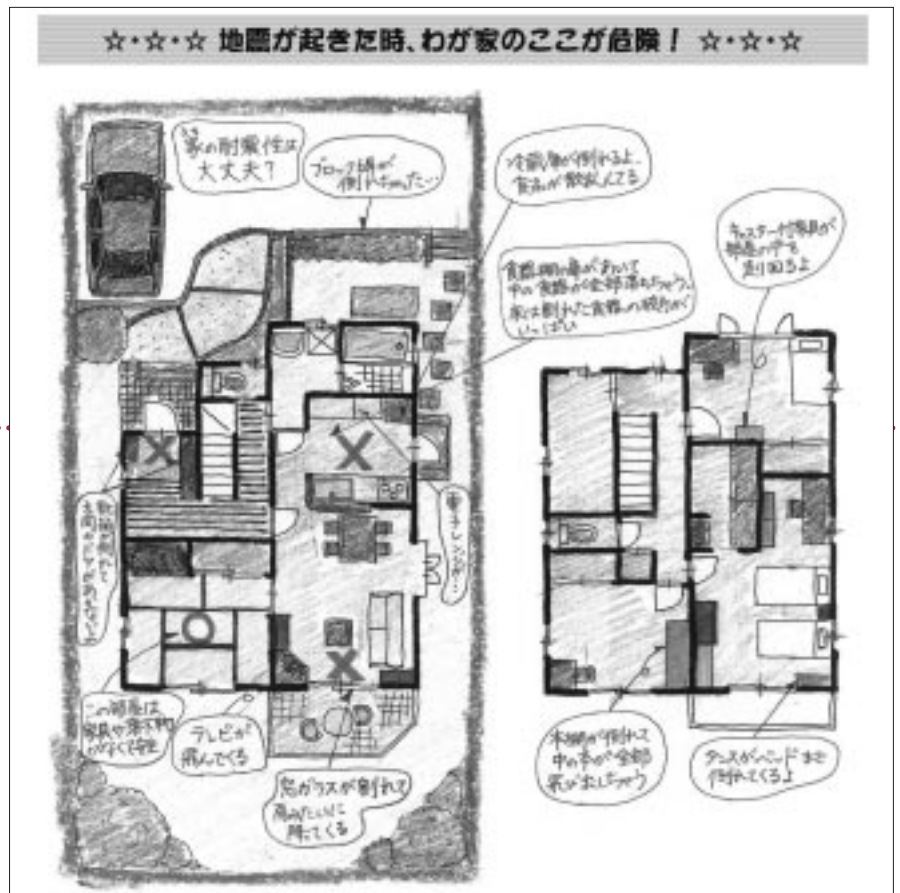 ☆・☆・☆ 地震が起きた時、わが家のここが危険！ ☆・☆・☆
家の耐震性は
大丈夫？
ブロック塀が
倒れちゃった…
冷蔵庫が倒れるよ。
食品が散乱してる
キャスター付家具が
部屋の中を
走り回るよ
食器棚の扉があいて
中の食器が全部落ちちゃう。
床は割れた食器の破片が
いっぱい
電子レンジが…
玄関のドアがあかない
この部屋は
家具や落下物
がなくて安全
テレビが
飛んでくる
窓ガラスが割れて
雨みたいに
降ってくる
本棚が倒れて
中の本が全部
飛び出しちゃう
タンスがベッドまで
倒れてくるよ